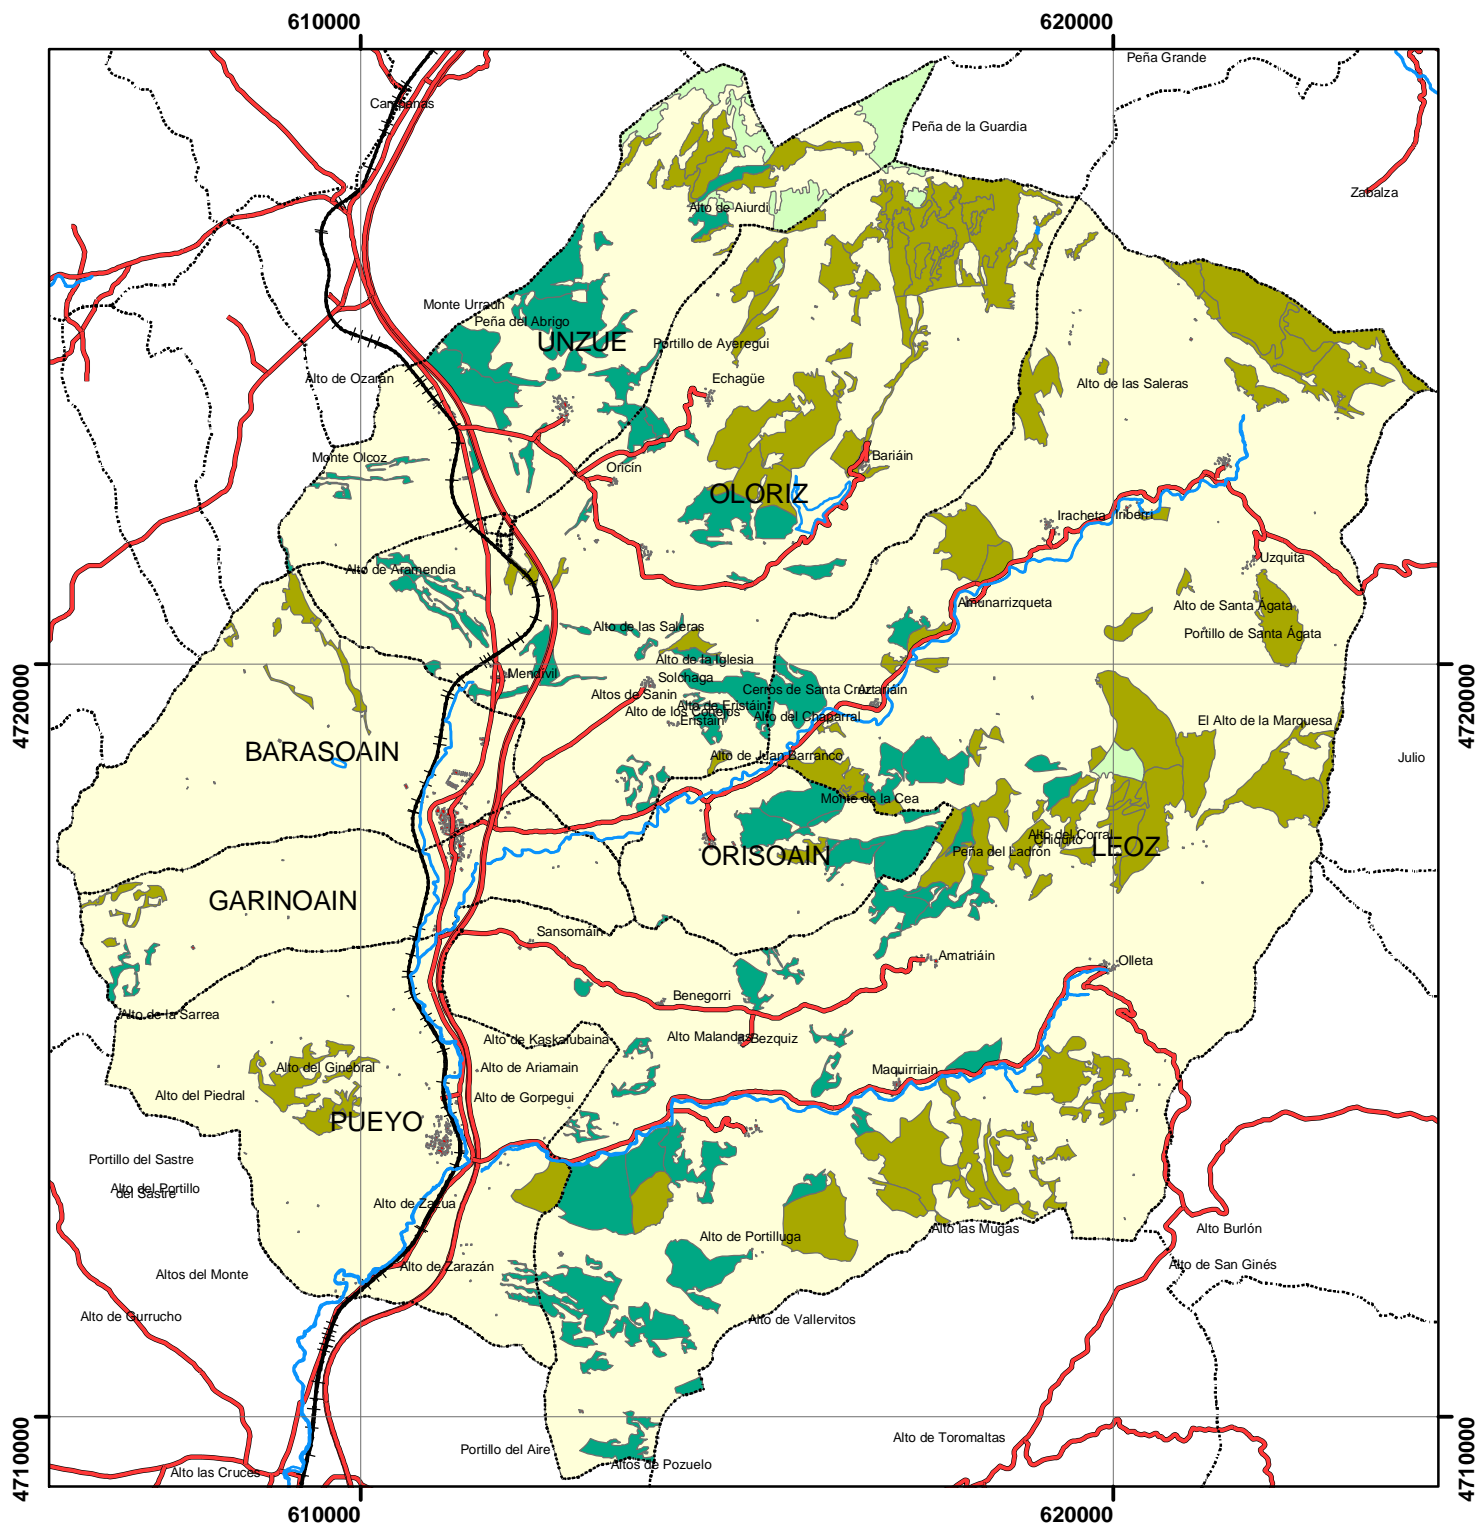 610000
620000
Peña Grande
Campanas
Peña de la Guardia
Zabalza
Alto de Aiurdi
Monte Urrauh
Peña del Abrigo
UNZUE
Portillo de Ayeregui
Alto de Ozaran
Echagüe
Alto de las Saleras
Monte Olcoz
Oricín
Bariáin
OLORIZ
Iracheta
Iriberri
Uzquita
Alto de Aramendia
Amunarrizqueta
Alto de Santa Ágata
Alto de las Saleras
Portillo de Santa Ágata
Alto de la Iglesia
4720000
4720000
Mendivil
Solchaga
Altos de Sanin
Cerros de Santa Cruz
Artariáin
Alto de Eristáin
Alto de los Conejos
Eristáin
Alto del Chaparral
El Alto de la Marquesa
BARASOAIN
Alto de Juan Barranco
Julio
Monte de la Cea
Alto del Corral
Chiquito
LEOZ
ORISOAIN
Peña del Ladrón
GARINOAIN
Sansomáin
Amatriáin
Olleta
Benegorri
Alto de la Sarrea
Alto de Kaskalubaina
Alto Malandas
Bezquiz
Alto del Ginebral
Alto de Ariamain
Maquirriain
Alto del Piedral
Alto de Gorpegui
PUEYO
Portillo del Sastre
Alto del Portillo
del Sastre
Alto de Zazua
Alto las Mugas
Alto Burlón
Alto de Portilluga
Alto de Zarazán
Alto de San Ginés
Altos del Monte
Alto de Gurrucho
Alto de Vallervitos
4710000
4710000
Alto de Toromaltas
Portillo del Aire
Altos de Pozuelo
Alto las Cruces
610000
620000